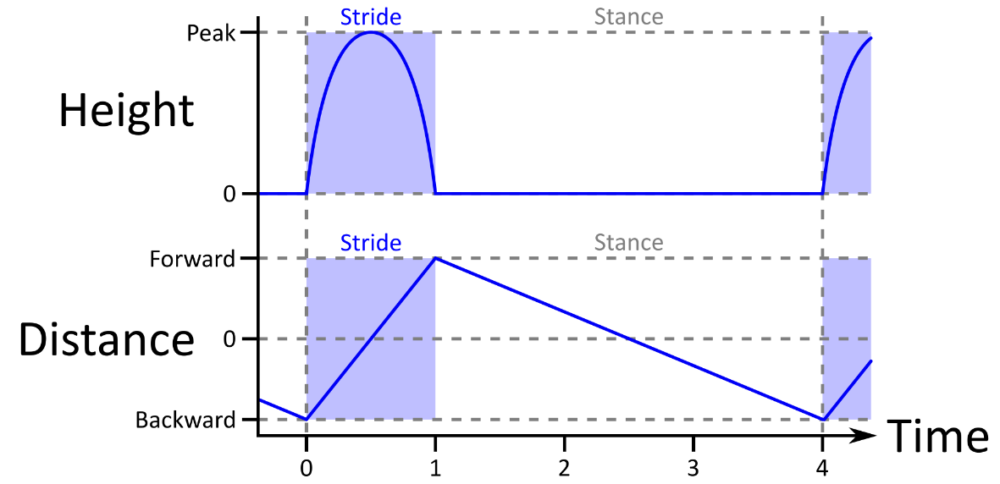 Stride
Stance
Peak
Height
0
Stride
Stance
Forward
Distance
0
Backward
Time
0
1
2
3
4